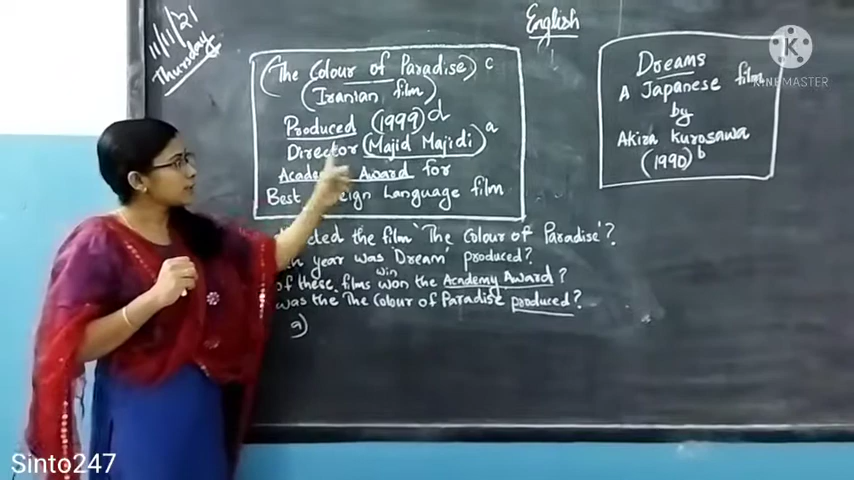 11/11/'21
Thursday
English
(The Colour of Paradise) c
(Iranian film)
Produced (1999) d
Director (Majid Majidi) a
Academy Award for
Best Foreign Language film
Dreams
A Japanese film
by
Akira Kurosawa
(1990) b
the film 'The Colour of Paradise'?
year was 'Dream' produced?
win
of these films won the Academy Award?
was the 'The Colour of Paradise produced?
a)
K
KINEMASTER
Sinto247